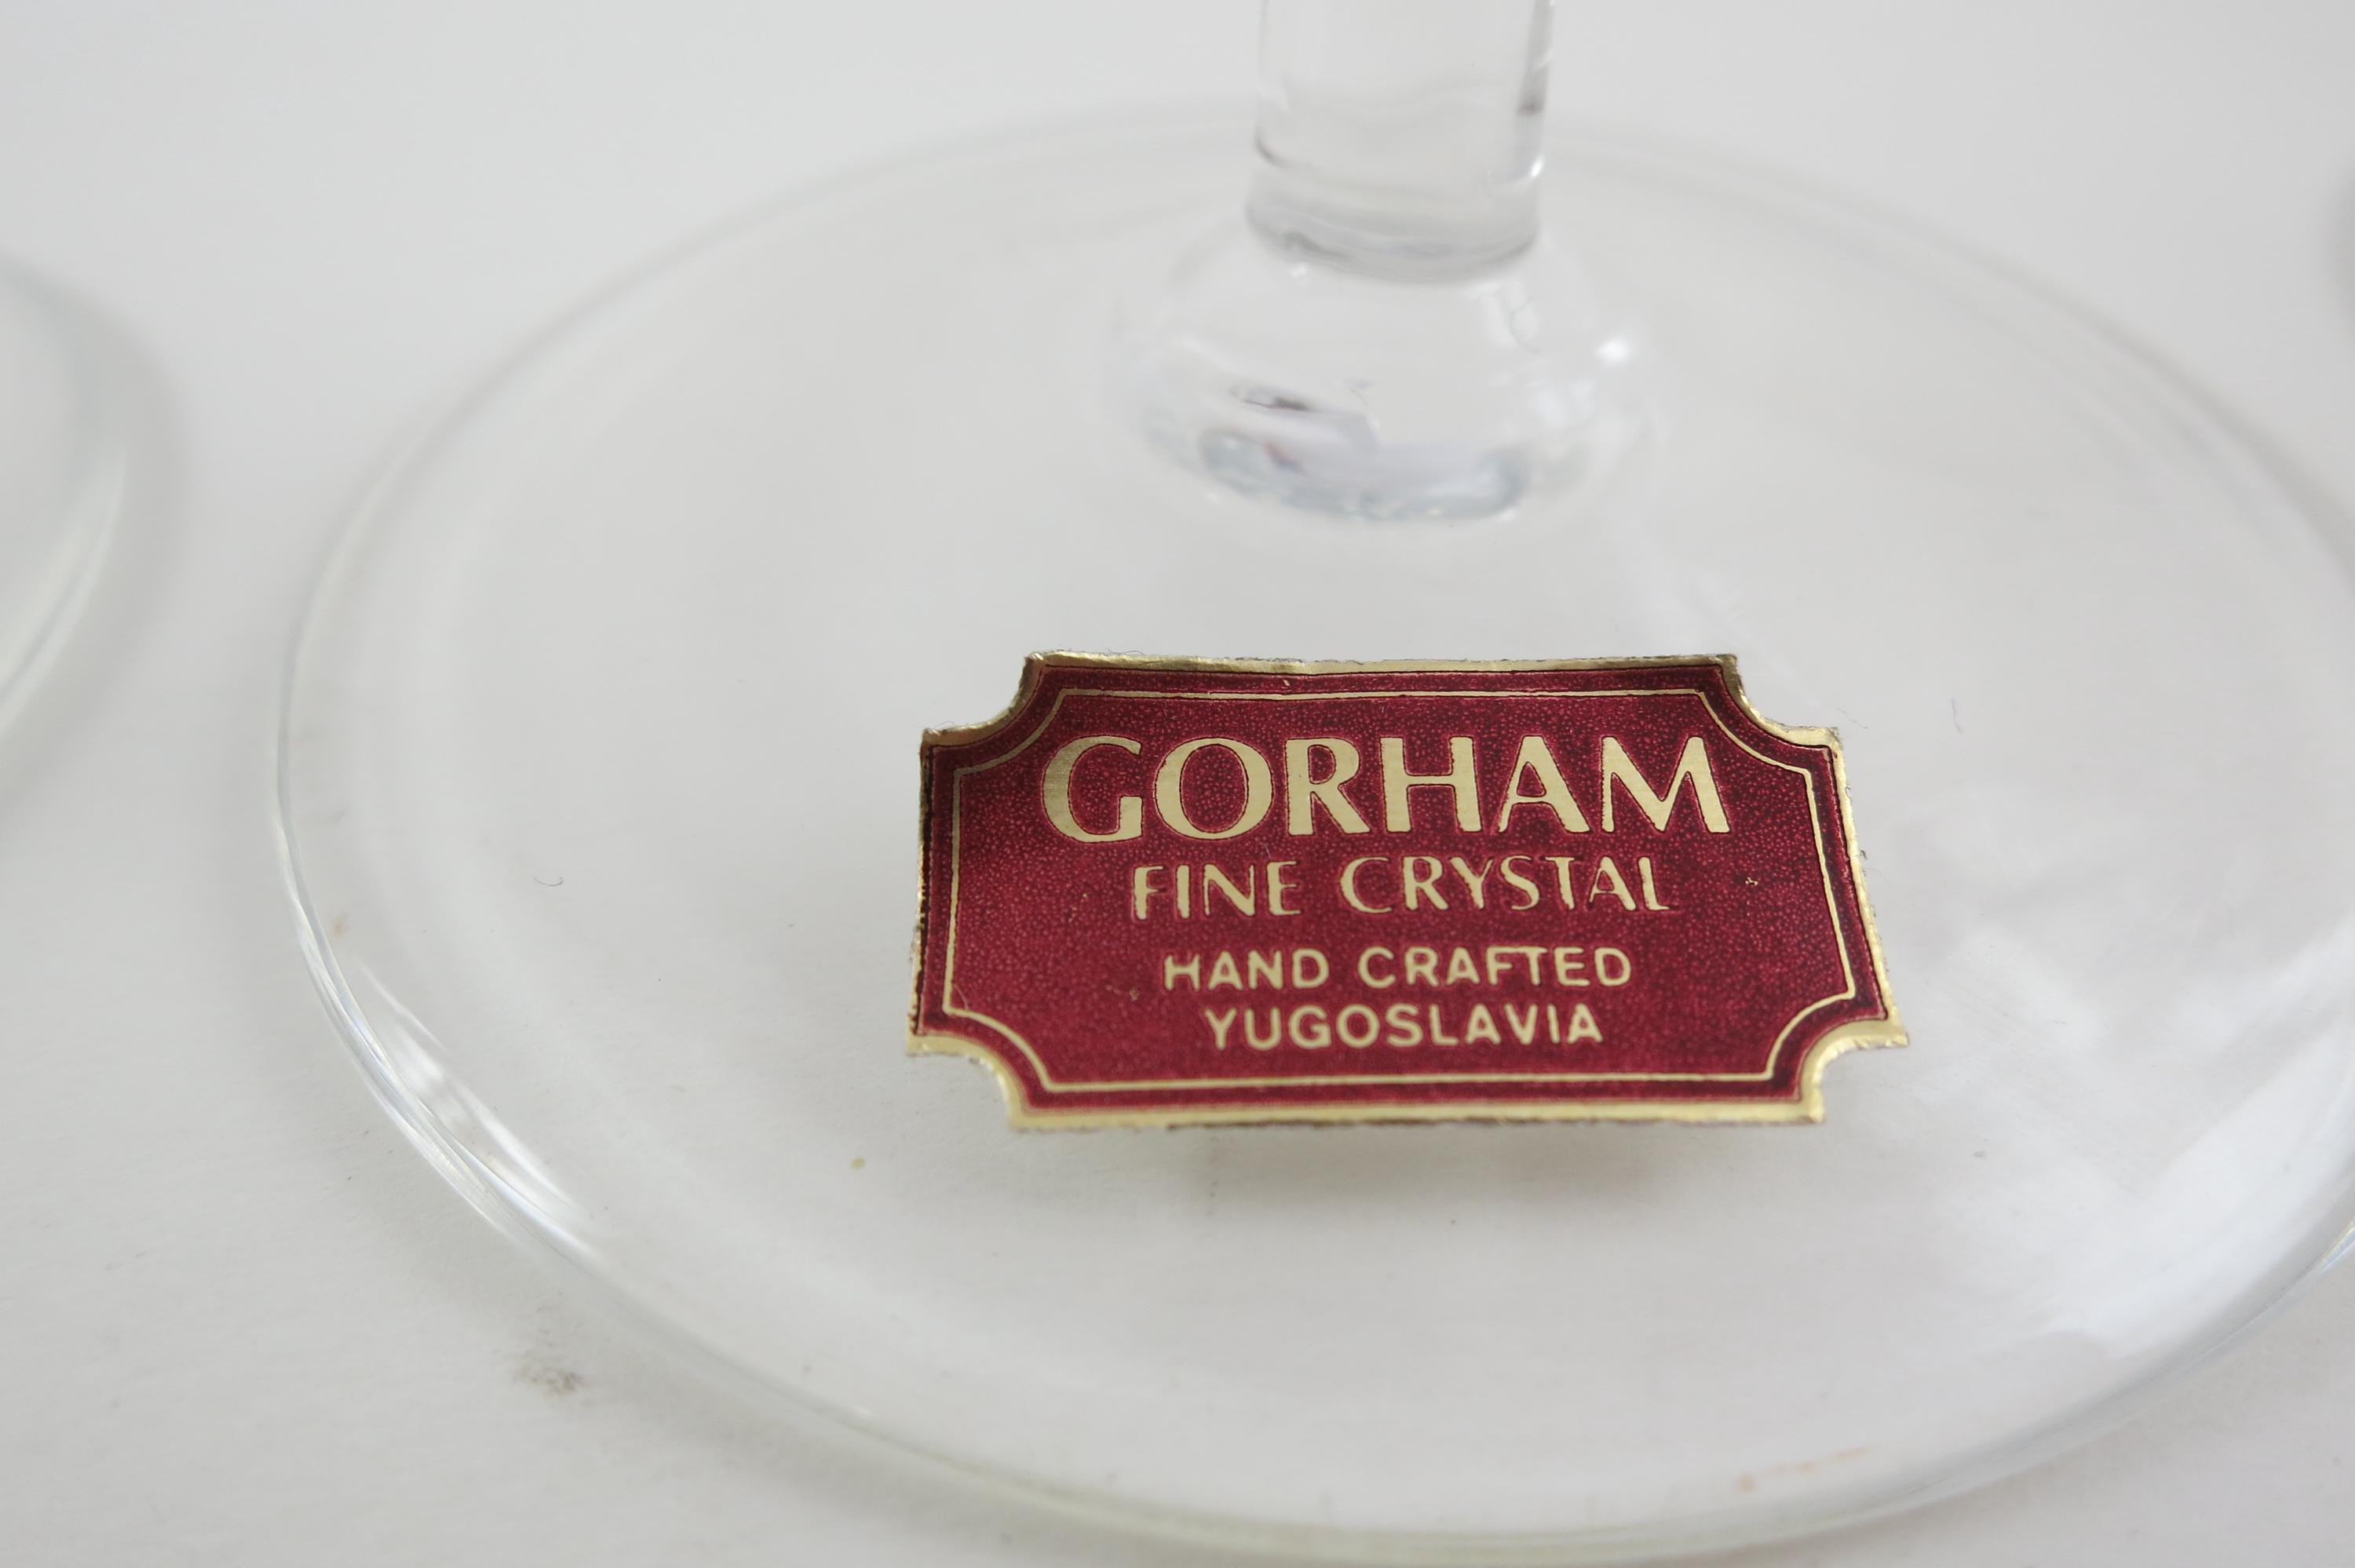 GORHAM
FINE CRYSTAL
HAND CRAFTED
YUGOSLAVIA